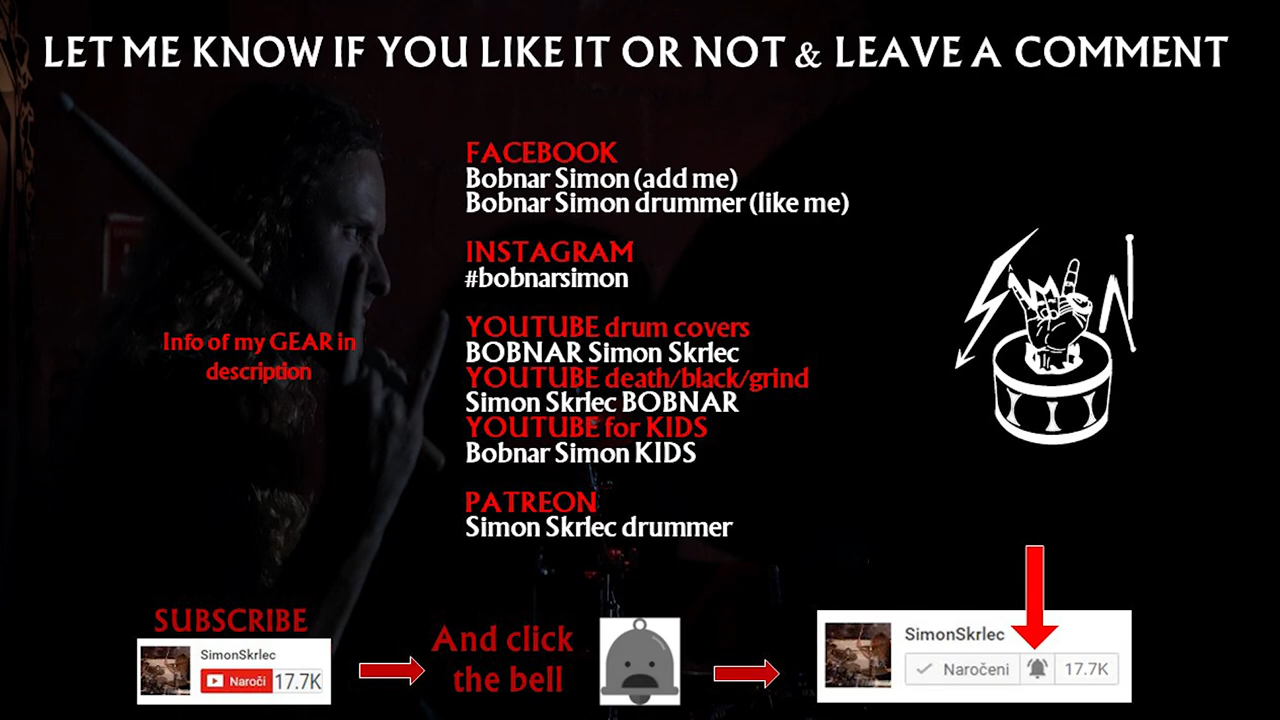 LET ME KNOW IF YOU LIKE IT OR NOT & LEAVE A COMMENT
FACEBOOK
Bobnar Simon (add me)
Bobnar Simon drummer (like me)
INSTAGRAM
#bobnarsimon
YOUTUBE drum covers
BOBNAR Simon Skrlec
YOUTUBE death/black/grind
Simon Skrlec BOBNAR
YOUTUBE for KIDS
Bobnar Simon KIDS
PATREON
Simon Skrlec drummer
Info of my GEAR in
description
SIMON
SUBSCRIBE
SimonSkrlec
Naroči 17.7K
And click
the bell
SimonSkrlec
Naročeni 17.7K